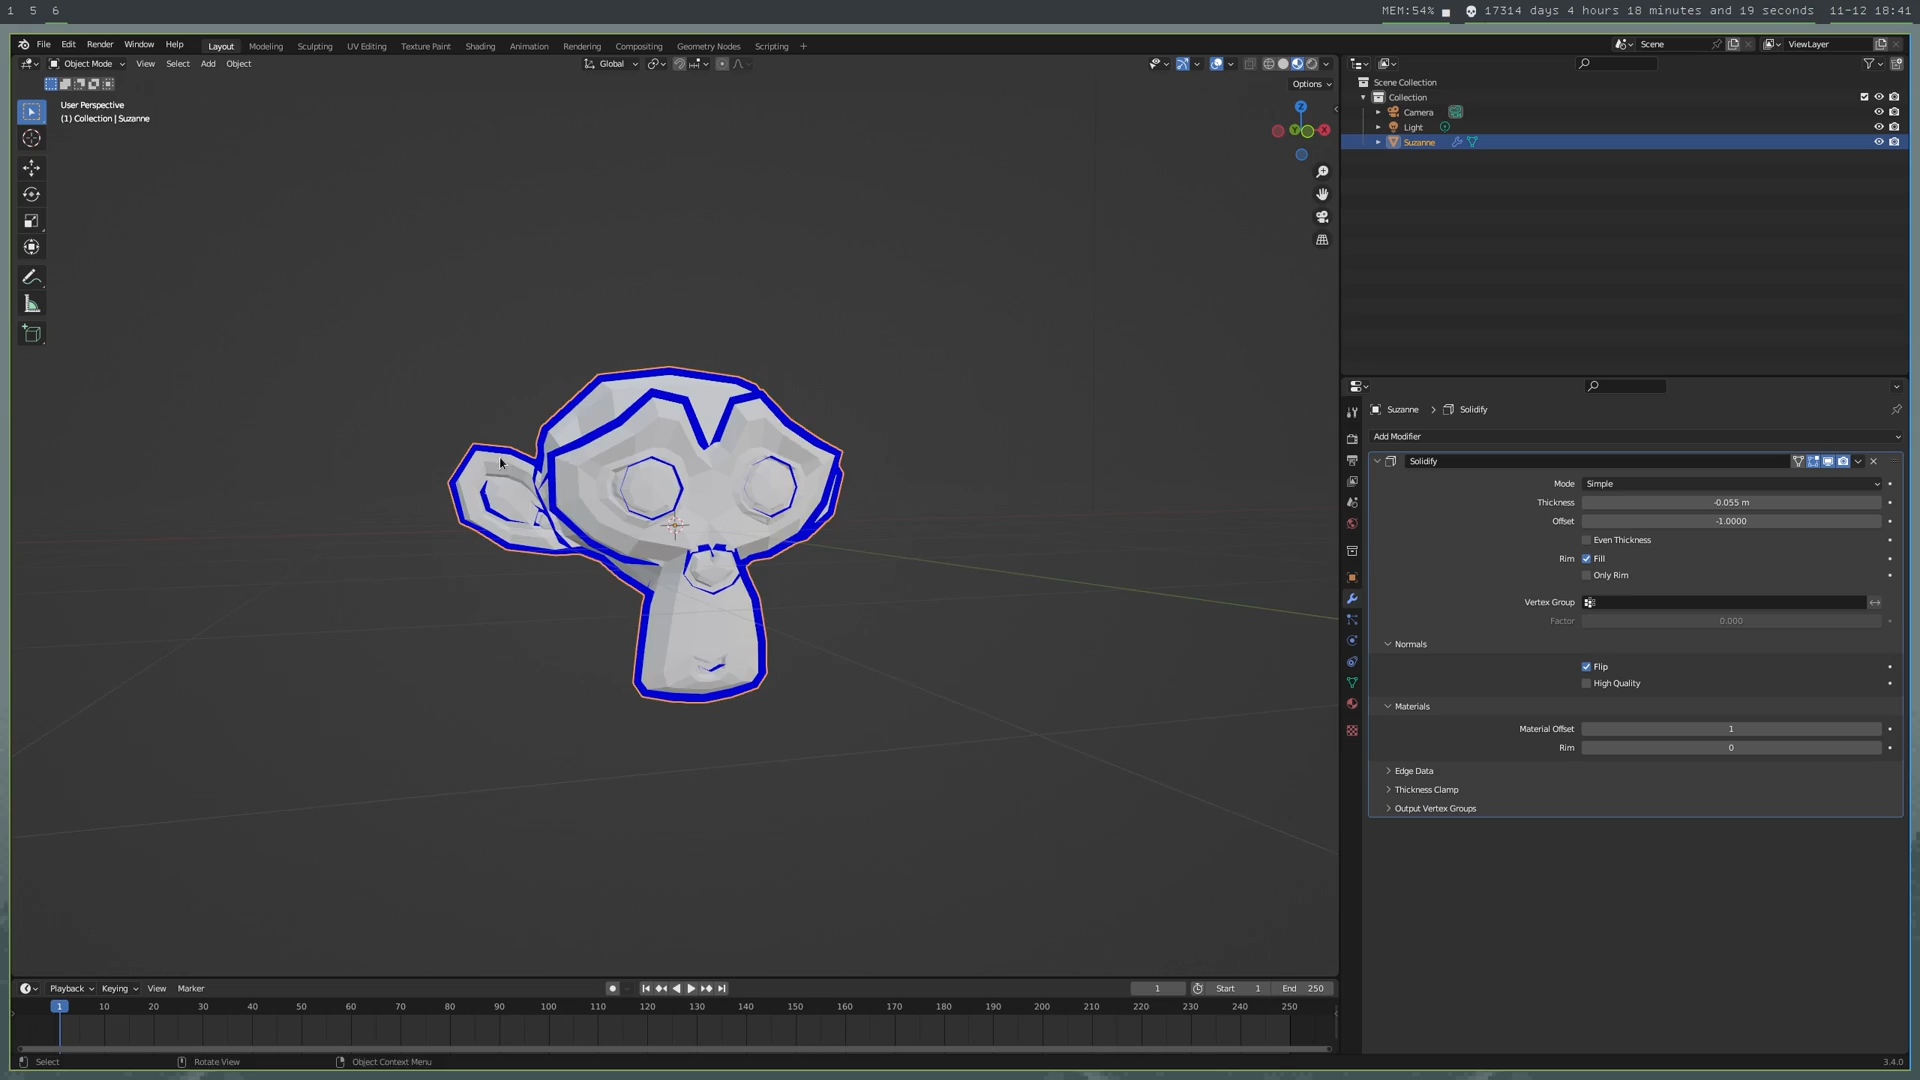 1 5 6
MEM:54%
17314 days 4 hours 18 minutes and 19 seconds
11-12 18:41
File Edit Render Window Help
Layout Modeling Sculpting UV Editing Texture Paint Shading Animation Rendering Compositing Geometry Nodes Scripting +
Scene
ViewLayer
Object Mode View Select Add Object
Global
Options
User Perspective
(1) Collection | Suzanne
Z
Y
X
Scene Collection
Collection
Camera
Light
Suzanne
Suzanne > Solidify
Add Modifier
Solidify
Mode Simple
Thickness -0.055 m
Offset -1.0000
Even Thickness
Rim Fill
Only Rim
Vertex Group
Factor 0.000
Normals
Flip
High Quality
Materials
Material Offset 1
Rim 0
Edge Data
Thickness Clamp
Output Vertex Groups
Playback Keying View Marker
1
Start 1
End 250
1 10 20 30 40 50 60 70 80 90 100 110 120 130 140 150 160 170 180 190 200 210 220 230 240 250
Select
Rotate View
Object Context Menu
3.4.0